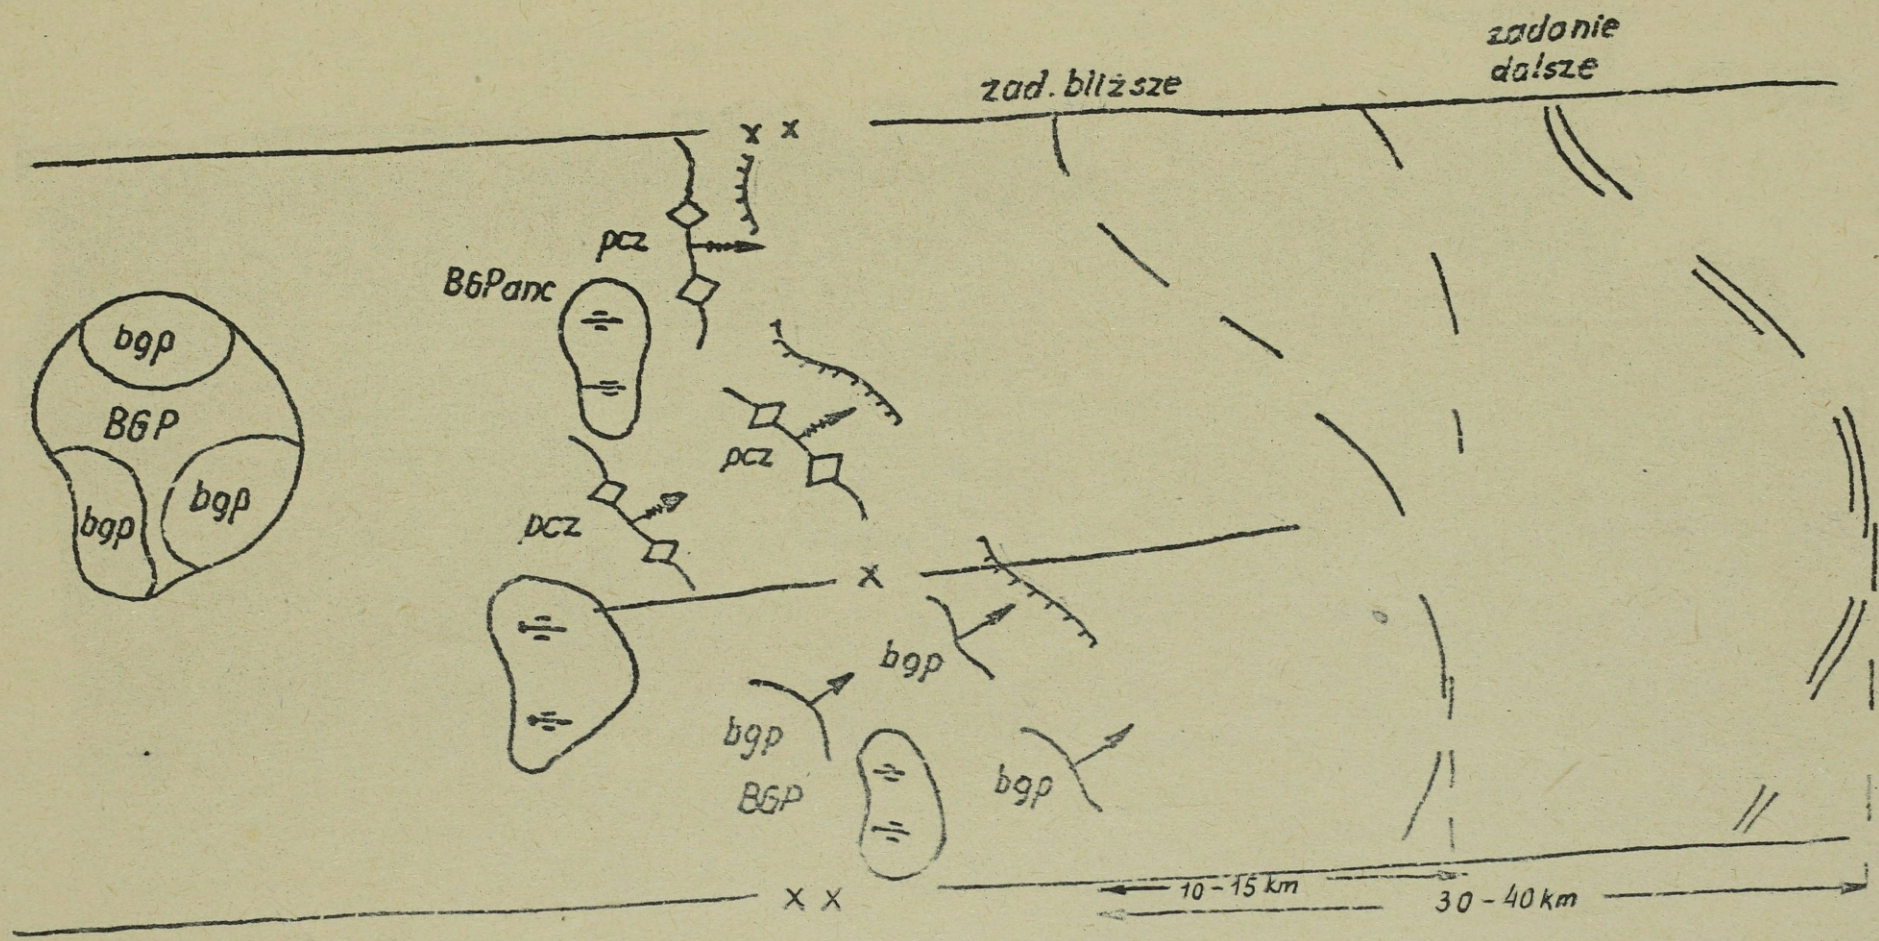 zadanie
dalsze
zad. bliższe
x x
pcz
BGPanc
bgp
BGP
pcz
bgp
bgp
pcz
x
bgp
bgp
BGP
bgp
10-15 km
30-40 km
x x